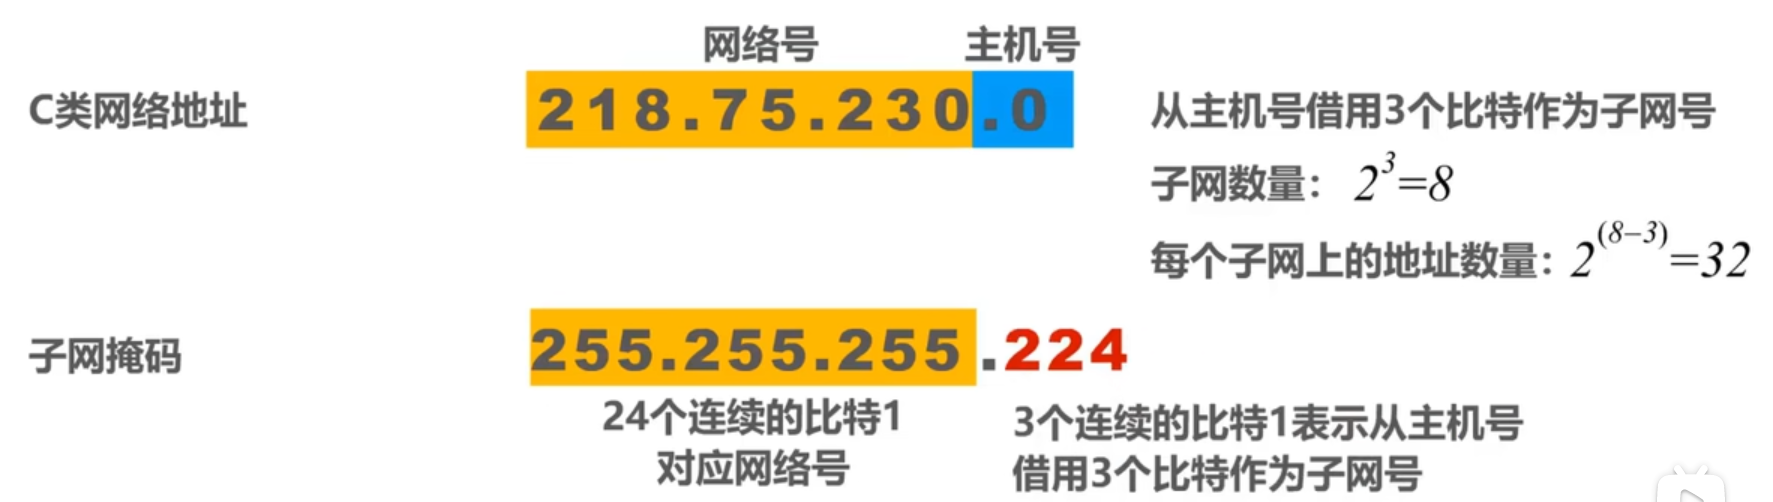 网络号 主机号
C类网络地址 218.75.230.0 从主机号借用3个比特作为子网号
子网数量： 2^3=8
每个子网上的地址数量： 2^(8-3)=32
子网掩码 255.255.255.224
24个连续的比特1 3个连续的比特1表示从主机号
对应网络号 借用3个比特作为子网号